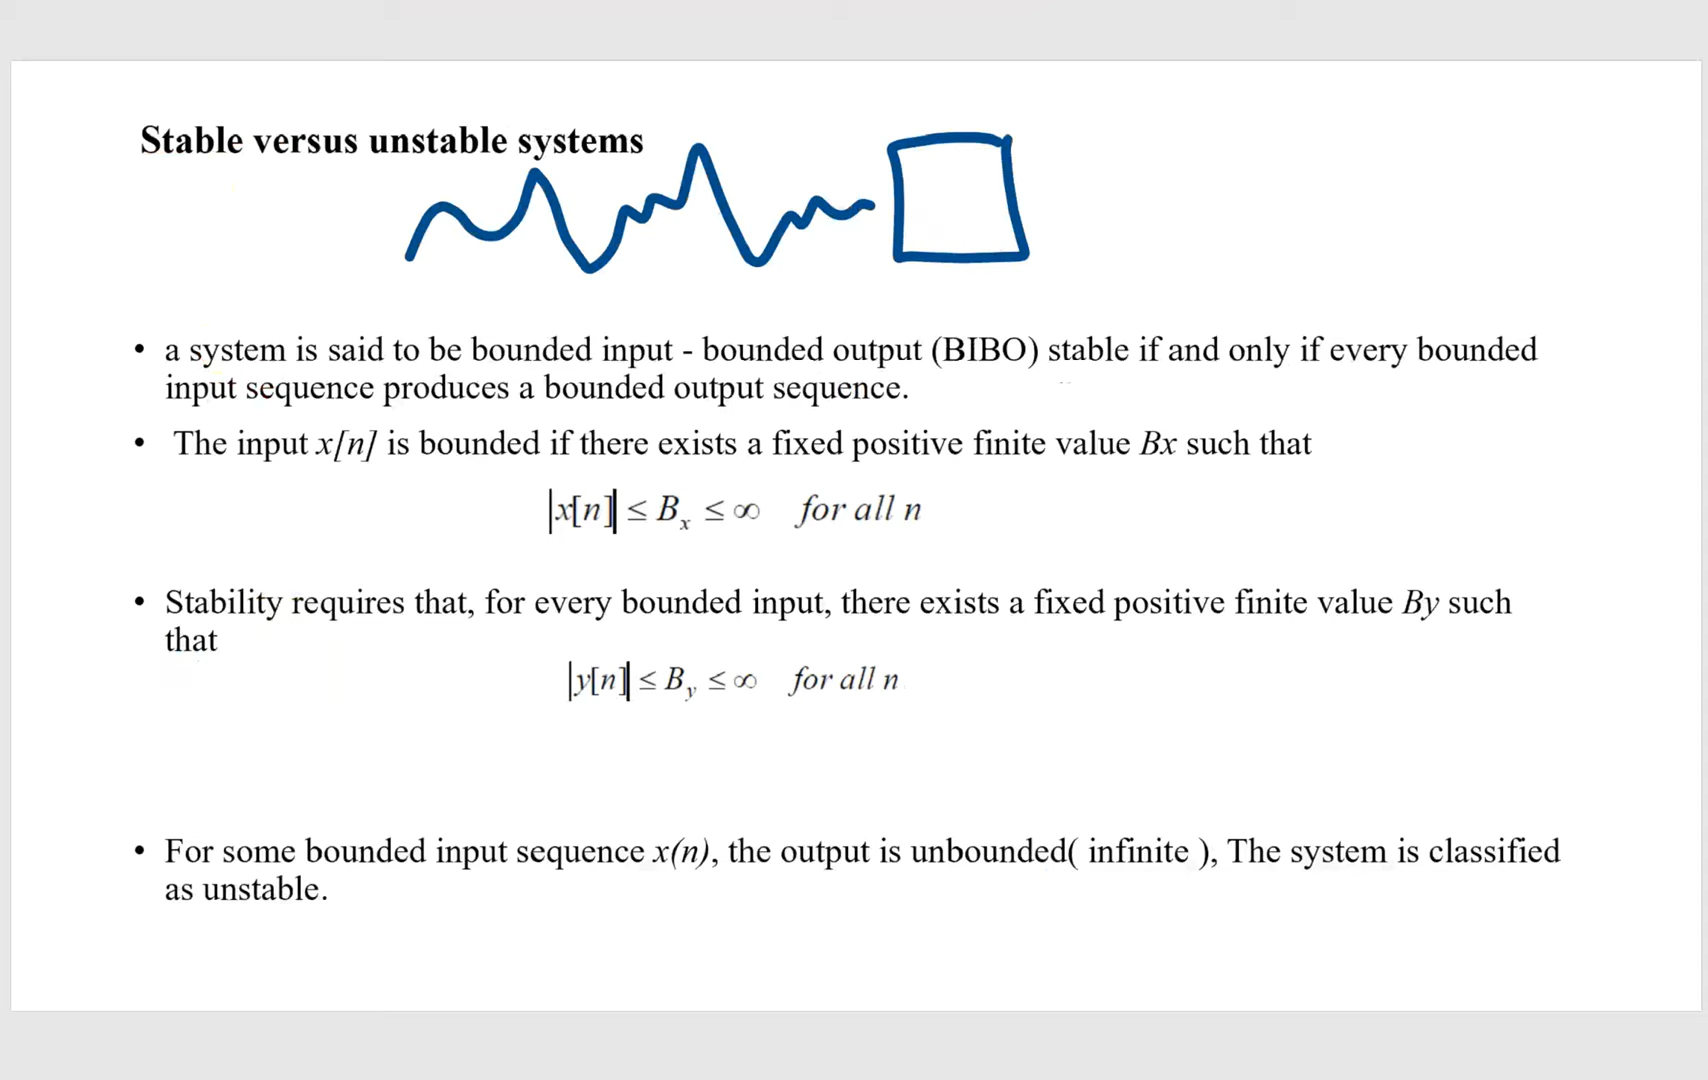 Stable versus unstable systems
• a system is said to be bounded input - bounded output (BIBO) stable if and only if every bounded
input sequence produces a bounded output sequence.
• The input x[n] is bounded if there exists a fixed positive finite value Bx such that
|x[n]| ≤ Bₓ ≤ ∞ for all n
• Stability requires that, for every bounded input, there exists a fixed positive finite value By such
that
|y[n]| ≤ B_y ≤ ∞ for all n
• For some bounded input sequence x(n), the output is unbounded( infinite ), The system is classified
as unstable.